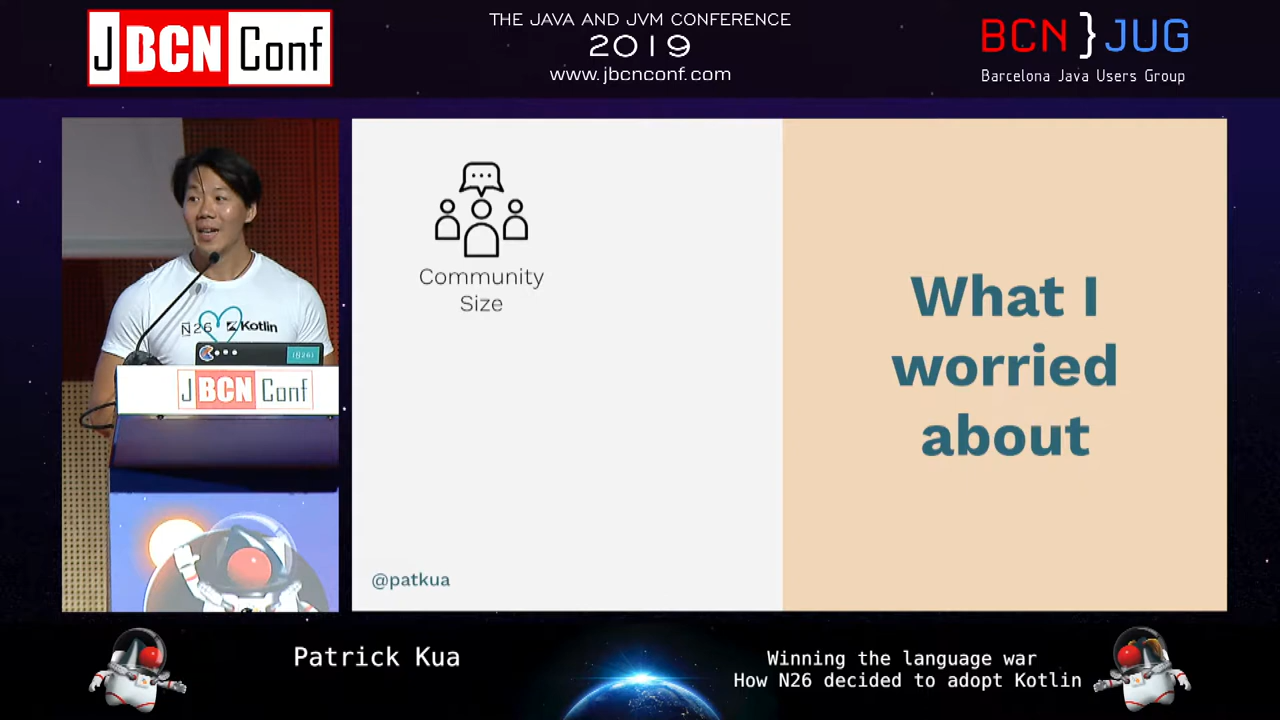 JBCN Conf
THE JAVA AND JVM CONFERENCE
2019
www.jbcnconf.com
BCN}JUG
Barcelona Java Users Group
N26 Kotlin
N26
JBCN Conf
Community
Size
@patkua
What I
worried
about
Patrick Kua
Winning the language war
How N26 decided to adopt Kotlin